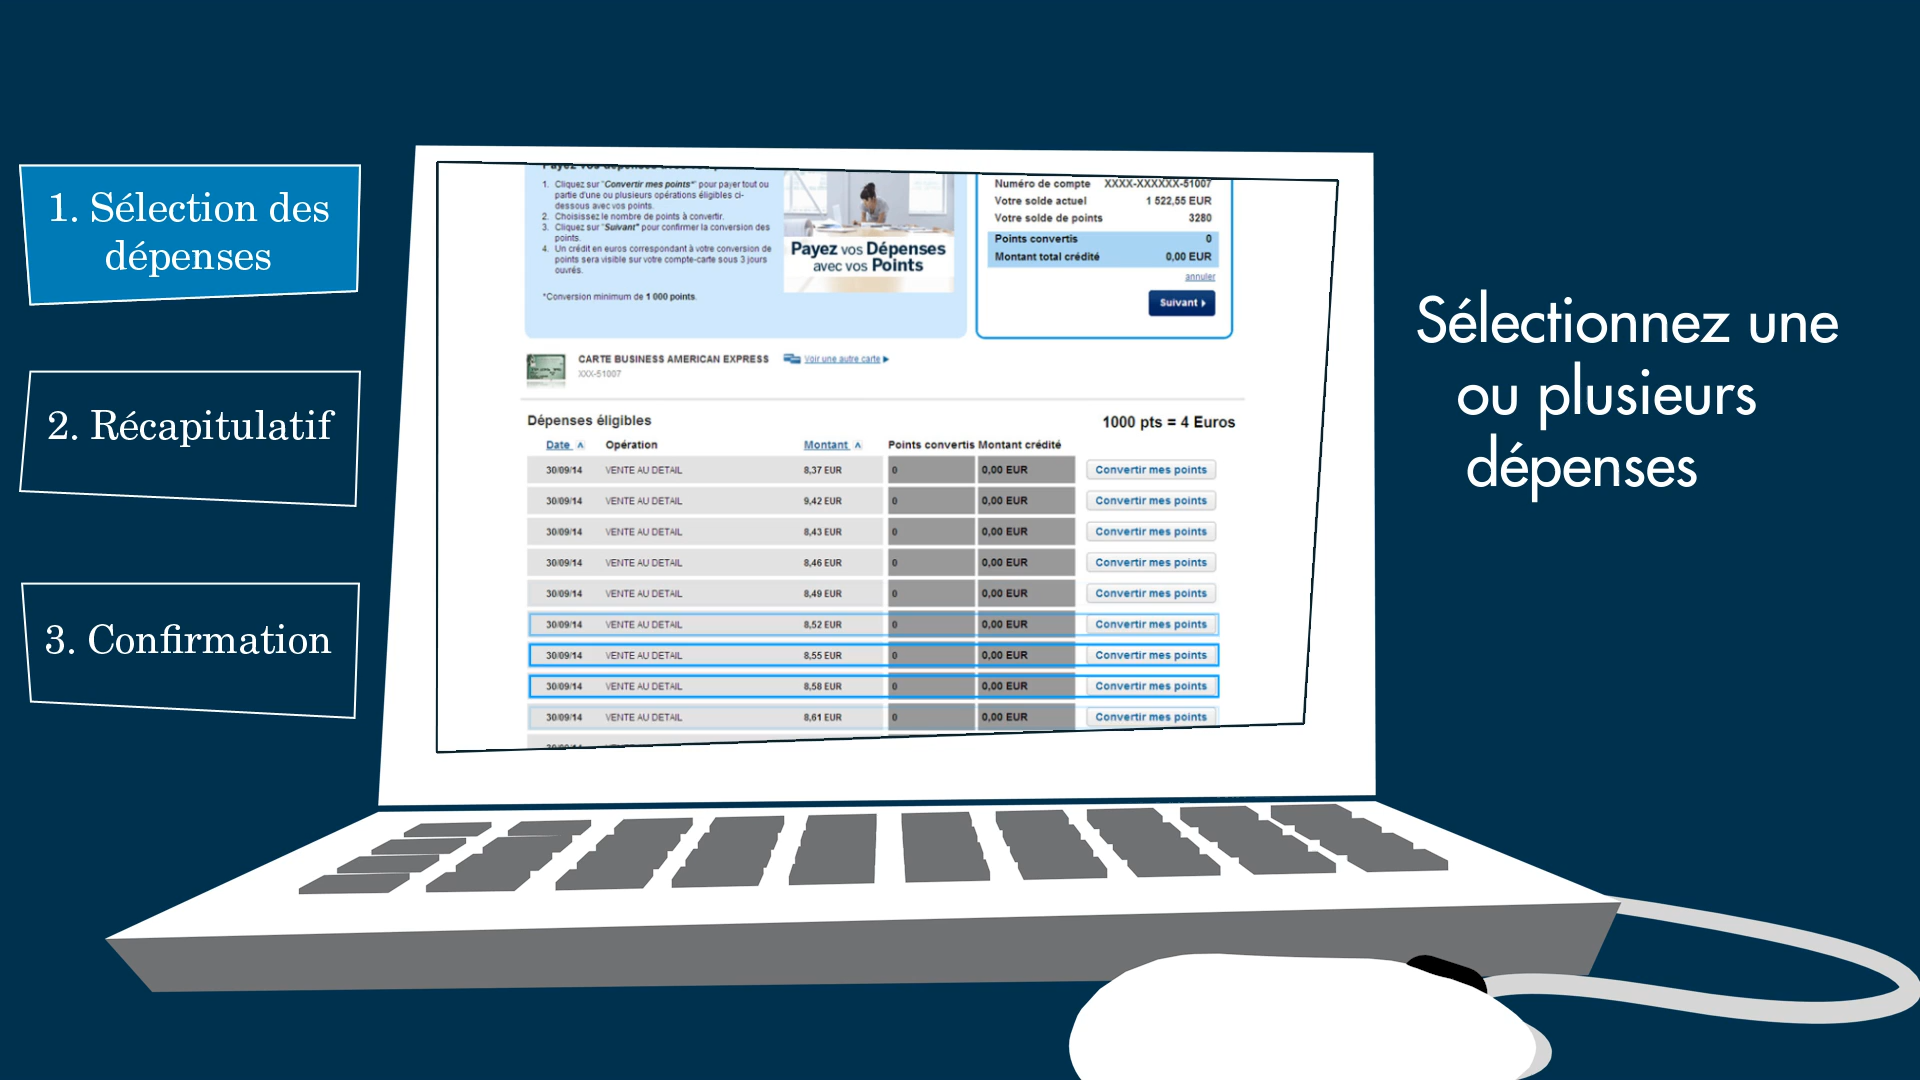 1. Sélection des
dépenses
2. Récapitulatif
3. Confirmation
1. Cliquez sur "Convertir mes points*" pour payer tout ou
partie d'une ou plusieurs opérations éligibles ci-
dessous avec vos points.
2. Choisissez le nombre de points à convertir.
3. Cliquez sur "Suivant" pour confirmer la conversion des
points.
4. Un crédit en euros correspondant à votre conversion de
points sera visible sur votre compte-carte sous 3 jours
ouvrés.
*Conversion minimum de 1 000 points.
Payez vos Dépenses
avec vos Points
Numéro de compte XXXX-XXXXXX-51007
Votre solde actuel 1 522,55 EUR
Votre solde de points 3280
Points convertis 0
Montant total crédité 0,00 EUR
annuler
Suivant
CARTE BUSINESS AMERICAN EXPRESS Voir une autre carte
XXX-51007
Dépenses éligibles 1000 pts = 4 Euros
Date Opération Montant Points convertis Montant crédité
30/09/14 VENTE AU DETAIL 8,37 EUR 0 0,00 EUR Convertir mes points
30/09/14 VENTE AU DETAIL 9,42 EUR 0 0,00 EUR Convertir mes points
30/09/14 VENTE AU DETAIL 8,43 EUR 0 0,00 EUR Convertir mes points
30/09/14 VENTE AU DETAIL 8,46 EUR 0 0,00 EUR Convertir mes points
30/09/14 VENTE AU DETAIL 8,49 EUR 0 0,00 EUR Convertir mes points
30/09/14 VENTE AU DETAIL 8,52 EUR 0 0,00 EUR Convertir mes points
30/09/14 VENTE AU DETAIL 8,55 EUR 0 0,00 EUR Convertir mes points
30/09/14 VENTE AU DETAIL 8,58 EUR 0 0,00 EUR Convertir mes points
30/09/14 VENTE AU DETAIL 8,61 EUR 0 0,00 EUR Convertir mes points
Sélectionnez une
ou plusieurs
dépenses